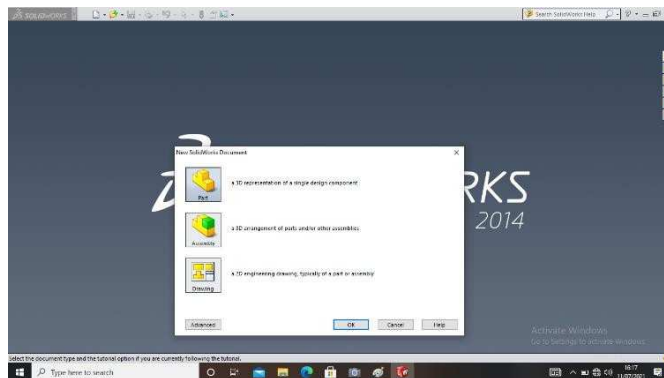 SOLIDWORKS
Search SolidWorks Help
New SolidWorks Document
Part
a 3D representation of a single design component
Assembly
a 3D arrangement of parts and/or other assemblies
Drawing
a 2D engineering drawing, typically of a part or assembly
RKS
2014
Advanced
OK
Cancel
Help
Activate Windows
Go to Settings to activate Windows.
Select the document type and the tutorial option if you are currently following the tutorial.
Type here to search
16:17
11/07/2021